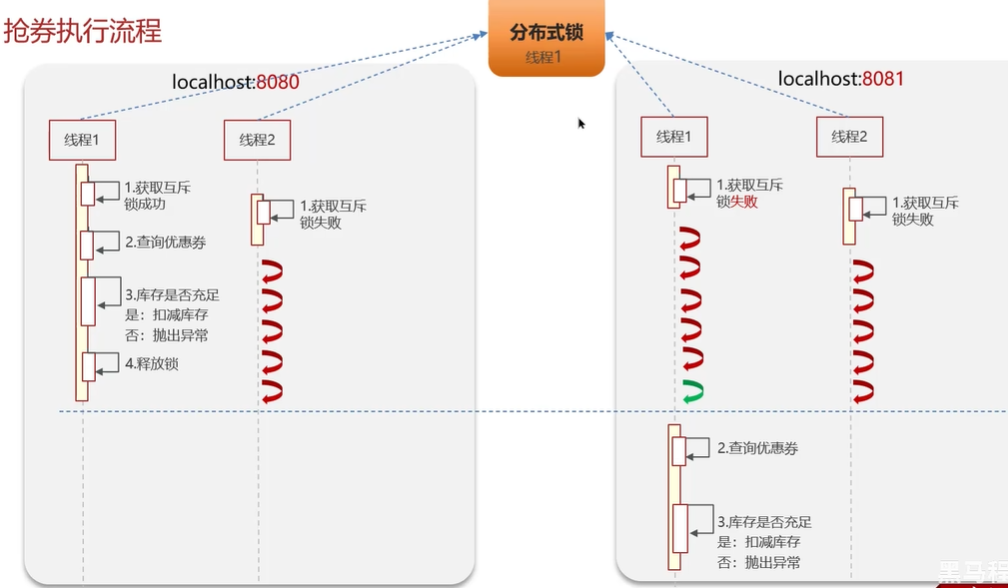 抢券执行流程
分布式锁
线程1
localhost:8080
线程1
线程2
1.获取互斥
锁成功
2.查询优惠券
3.库存是否充足
是：扣减库存
否：抛出异常
4.释放锁
1.获取互斥
锁失败
localhost:8081
线程1
线程2
1.获取互斥
锁失败
1.获取互斥
锁失败
2.查询优惠券
3.库存是否充足
是：扣减库存
否：抛出异常
黑马